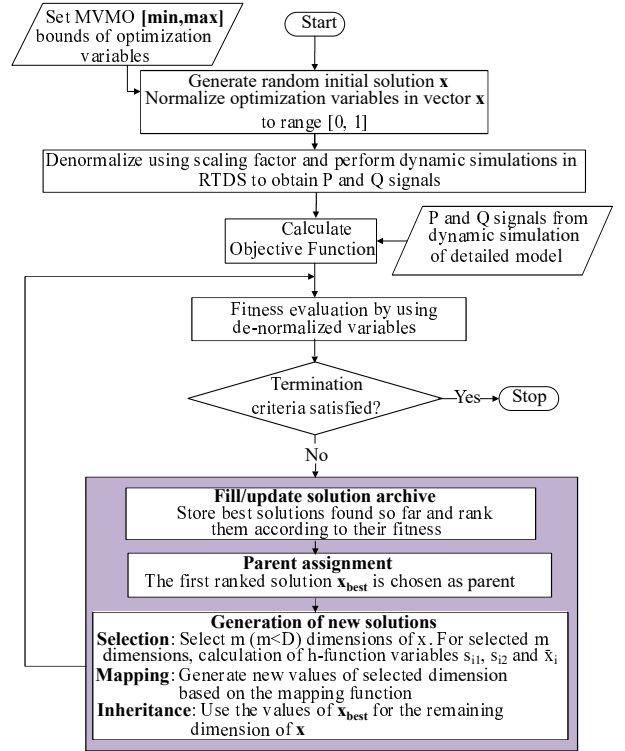 Set MVMO [min,max]
bounds of optimization
variables
Start
Generate random initial solution x
Normalize optimization variables in vector x
to range [0, 1]
Denormalize using scaling factor and perform dynamic simulations in
RTDS to obtain P and Q signals
Calculate
Objective Function
P and Q signals from
dynamic simulation
of detailed model
Fitness evaluation by using
de-normalized variables
Termination
criteria satisfied?
Yes
Stop
No
Fill/update solution archive
Store best solutions found so far and rank
them according to their fitness
Parent assignment
The first ranked solution x_best is chosen as parent
Generation of new solutions
Selection: Select m (m<D) dimensions of x. For selected m
dimensions, calculation of h-function variables s_i1, s_i2 and x̄_i
Mapping: Generate new values of selected dimension
based on the mapping function
Inheritance: Use the values of x_best for the remaining
dimension of x